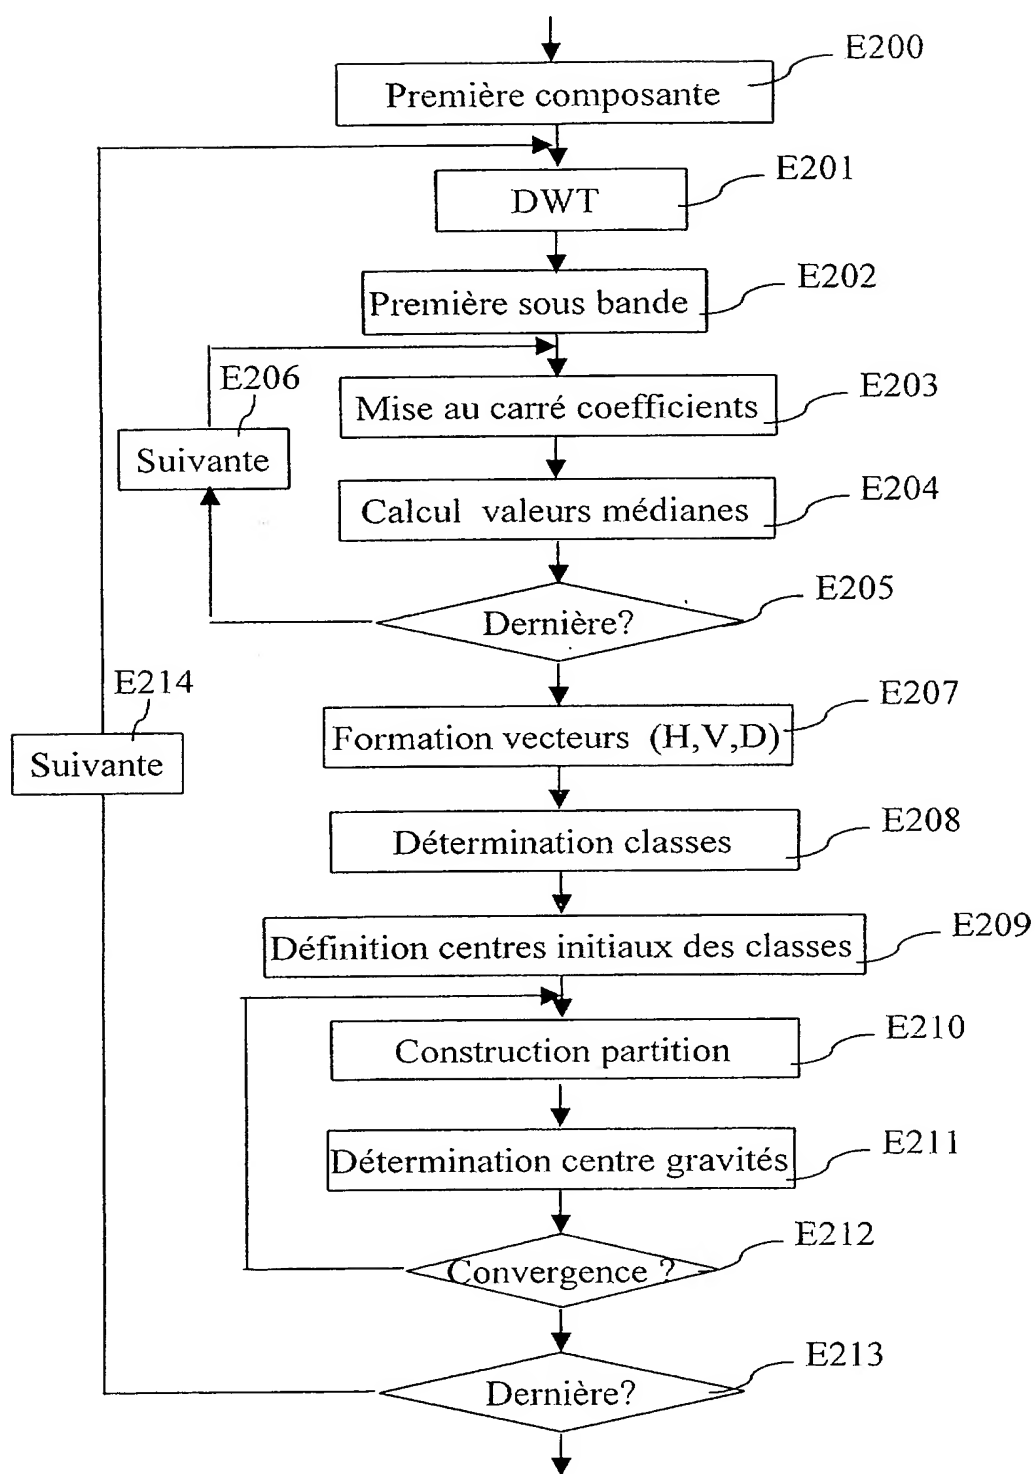 E200
Première composante
E201
DWT
E202
Première sous bande
E206
E203
Mise au carré coefficients
Suivante
E204
Calcul valeurs médianes
E205
Dernière?
E214
E207
Formation vecteurs (H,V,D)
Suivante
E208
Détermination classes
E209
Définition centres initiaux des classes
E210
Construction partition
E211
Détermination centre gravités
E212
Convergence ?
E213
Dernière?